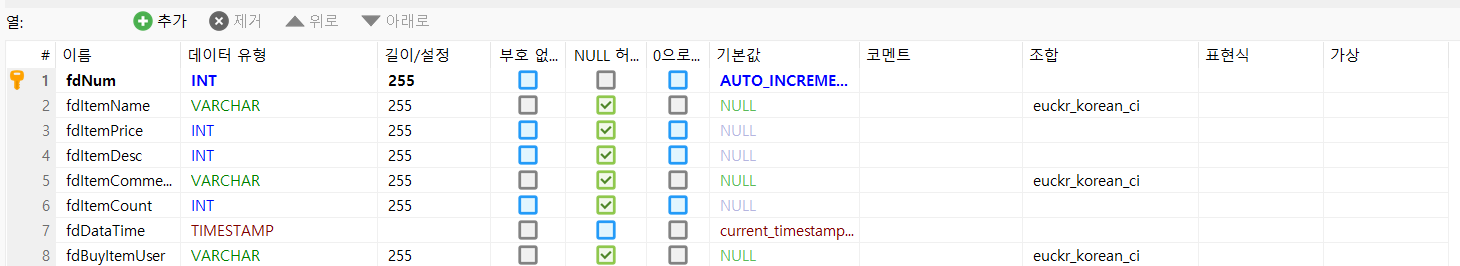 열: 추가 제거 위로 아래로
# 이름 데이터 유형 길이/설정 부호 없... NULL 허... 0으로... 기본값 코멘트 조합 표현식 가상
1 fdNum INT 255 AUTO_INCREME...
2 fdItemName VARCHAR 255 NULL euckr_korean_ci
3 fdItemPrice INT 255 NULL
4 fdItemDesc INT 255 NULL
5 fdItemComme... VARCHAR 255 NULL euckr_korean_ci
6 fdItemCount INT 255 NULL
7 fdDataTime TIMESTAMP current_timestamp...
8 fdBuyItemUser VARCHAR 255 NULL euckr_korean_ci